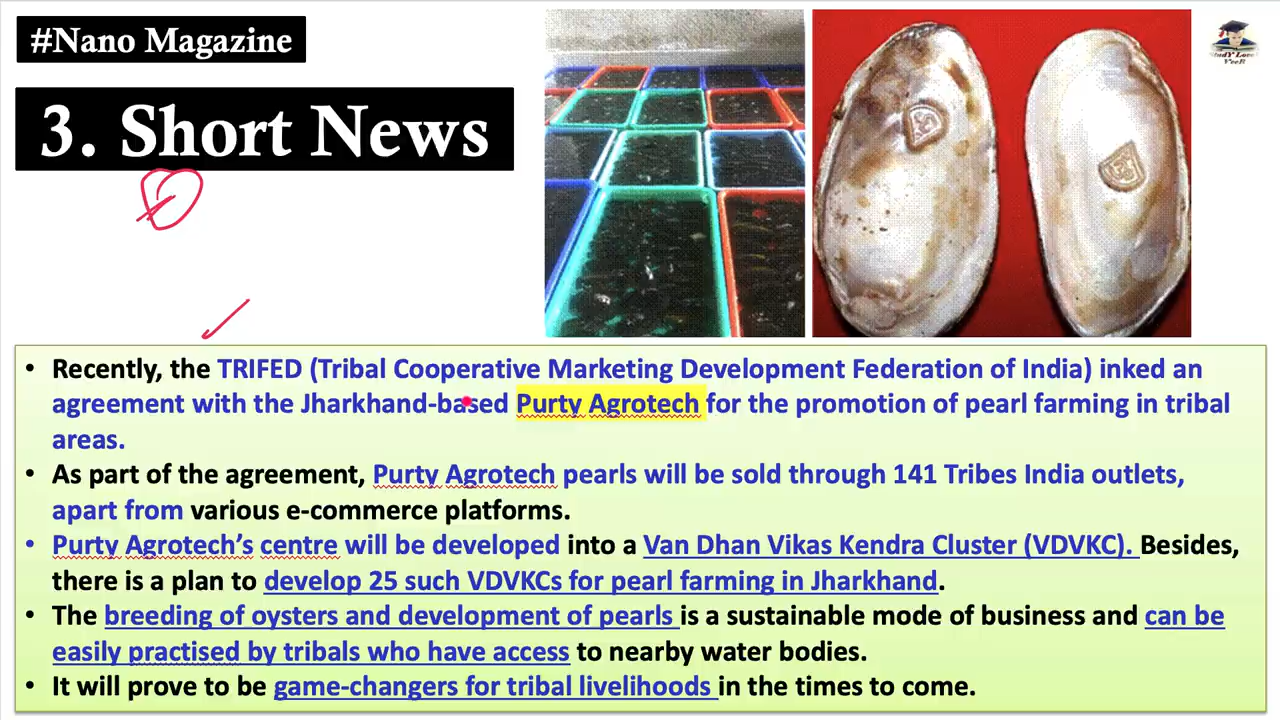 #Nano Magazine
3. Short News
• Recently, the TRIFED (Tribal Cooperative Marketing Development Federation of India) inked an
agreement with the Jharkhand-based Purty Agrotech for the promotion of pearl farming in tribal
areas.
• As part of the agreement, Purty Agrotech pearls will be sold through 141 Tribes India outlets,
apart from various e-commerce platforms.
• Purty Agrotech’s centre will be developed into a Van Dhan Vikas Kendra Cluster (VDVKC). Besides,
there is a plan to develop 25 such VDVKCs for pearl farming in Jharkhand.
• The breeding of oysters and development of pearls is a sustainable mode of business and can be
easily practised by tribals who have access to nearby water bodies.
• It will prove to be game-changers for tribal livelihoods in the times to come.